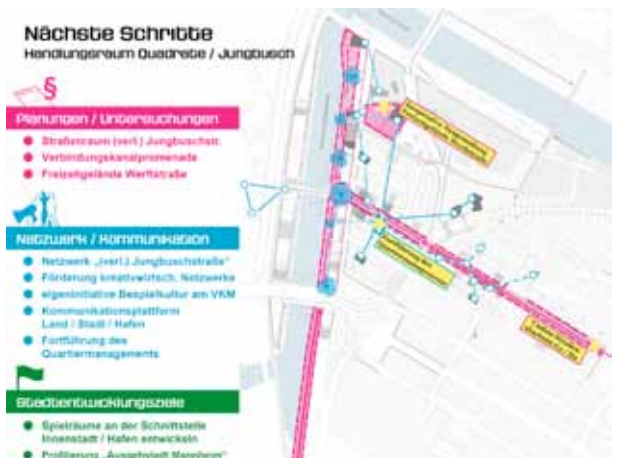 Nächste Schritte
Handlungsraum Quadrate / Jungbusch
§
Planungen / Untersuchungen
Straßenraum (verl.) Jungbuschstr.
Verbindungskanalpromenade
Freizeitgelände Werftstraße
Netzwerk / Kommunikation
Netzwerk „(verl.) Jungbuschstraße“
Förderung kreativwirtsch. Netzwerke
eigeninitiative Bespielkultur am VKM
Kommunikationsplattform
Land / Stadt / Hafen
Fortführung des
Quartiermanagements
Stadtentwicklungsziele
Spielräume an der Schnittstelle
Innenstadt / Hafen entwickeln
Profilierung „Ausgehstadt Mannheim“